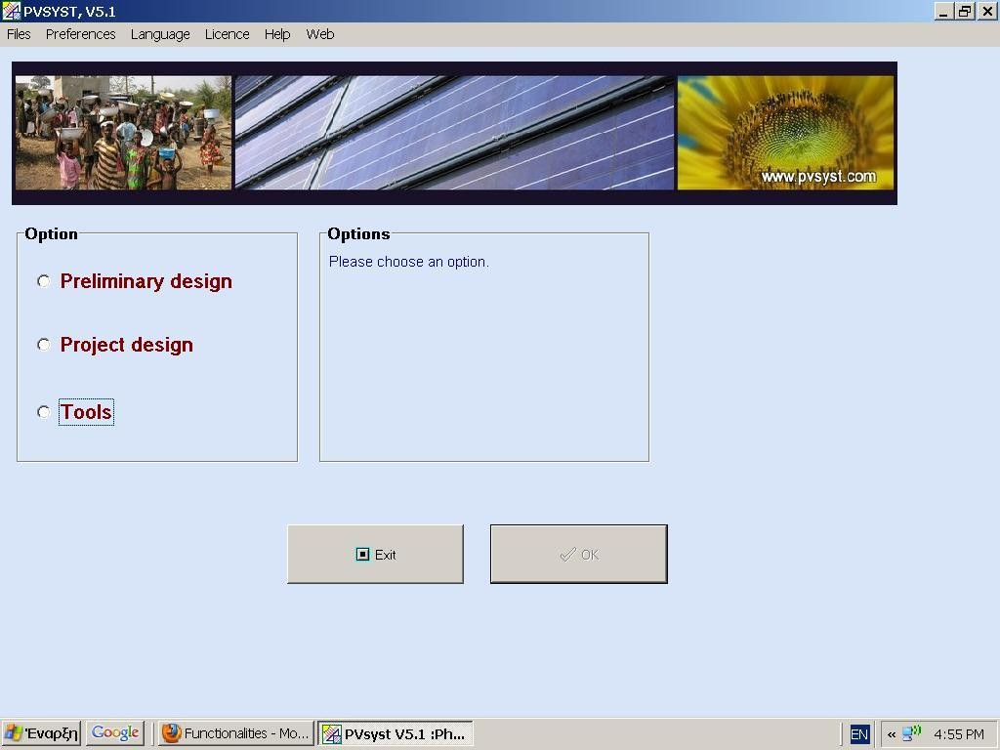 PVSYST, V5.1
Files Preferences Language Licence Help Web
www.pvsyst.com
Option
Preliminary design
Project design
Tools
Options
Please choose an option.
Exit
OK
Έναρξη
Google
Functionalities - Mo...
PVsyst V5.1 :Ph...
EN
«
4:55 PM